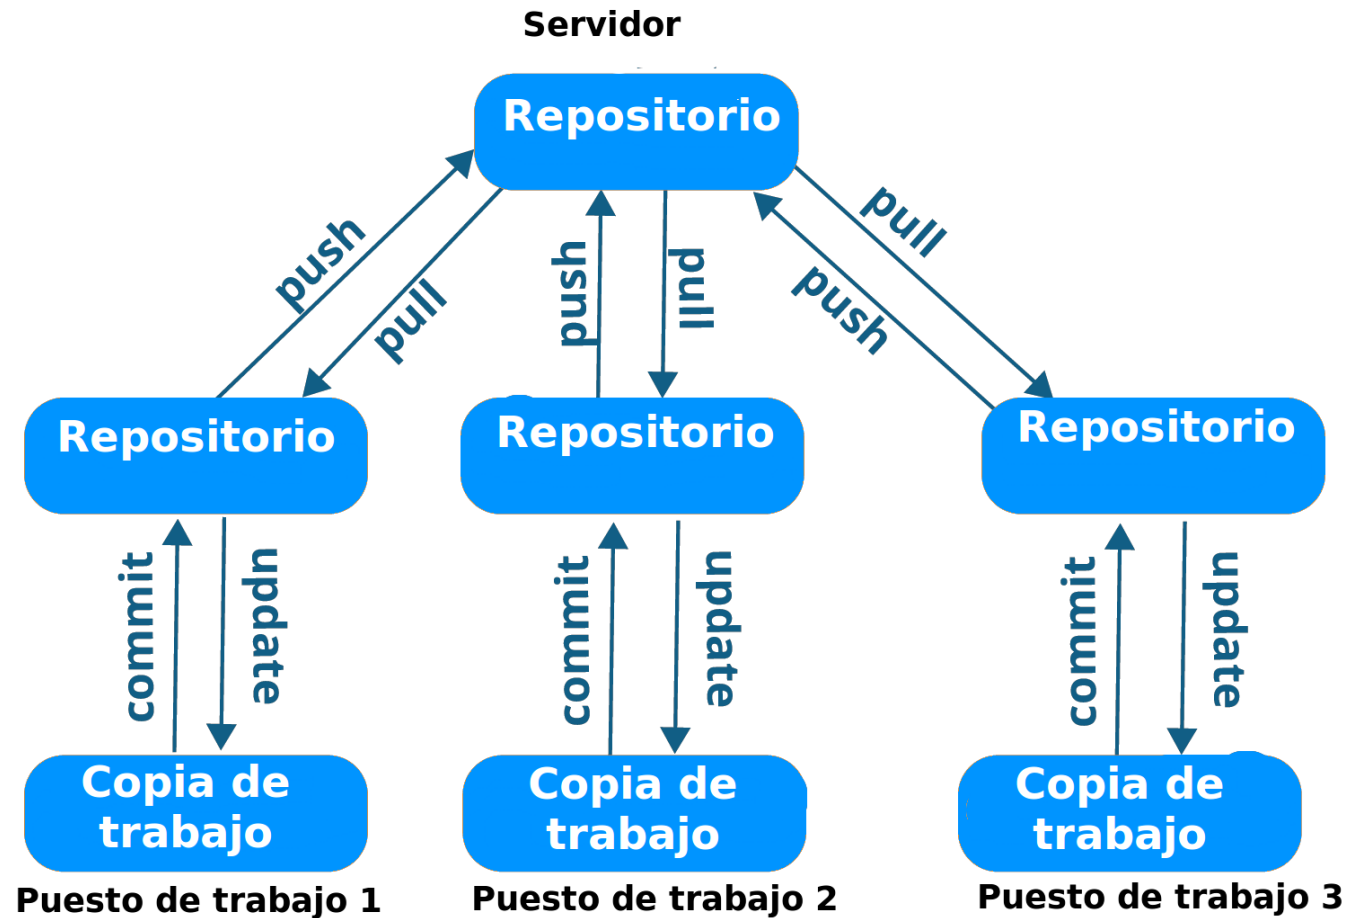 Servidor
Repositorio
push
pull
push
pull
push
pull
Repositorio
Repositorio
Repositorio
commit
update
commit
update
commit
update
Copia de
trabajo
Copia de
trabajo
Copia de
trabajo
Puesto de trabajo 1
Puesto de trabajo 2
Puesto de trabajo 3